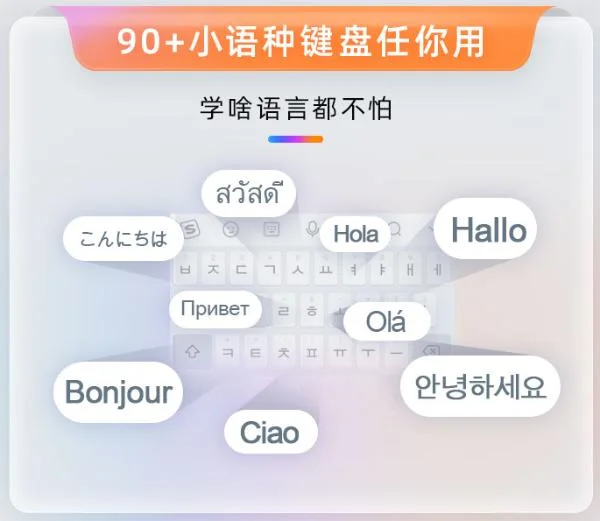 90+小语种键盘任你用
学啥语言都不怕
สวัสดี
こんにちは
Hola
Hallo
ㅂ ㅈ ㄷ ㄱ ㅅ ㅛ ㅕ ㅑ ㅐ ㅔ
Привет
ㄹ ㅎ
Olá
ㅋ ㅌ ㅊ ㅍ ㅠ ㅜ ㅡ
Bonjour
안녕하세요
Ciao